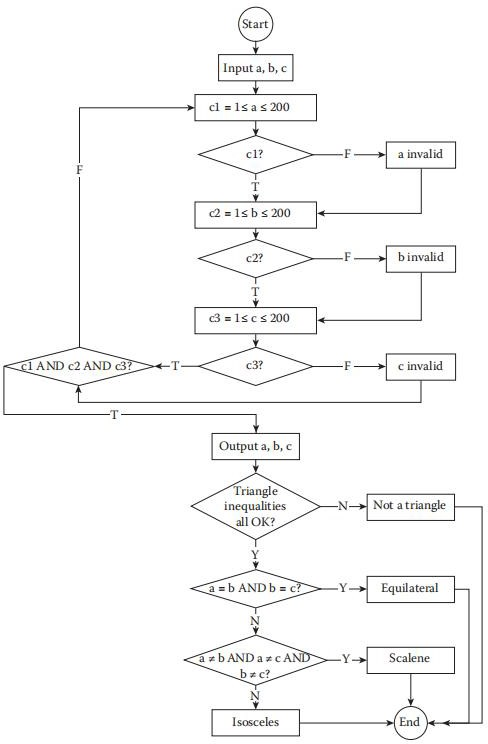 Start
Input a, b, c
c1 = 1≤ a ≤ 200
c1?
F
a invalid
F
T
c2 = 1≤ b ≤ 200
c2?
F
b invalid
T
c3 = 1≤ c ≤ 200
c1 AND c2 AND c3?
T
c3?
F
c invalid
T
Output a, b, c
Triangle
inequalities
all OK?
N
Not a triangle
Y
a = b AND b = c?
Y
Equilateral
N
a ≠ b AND a ≠ c AND
b ≠ c?
Y
Scalene
N
Isosceles
End